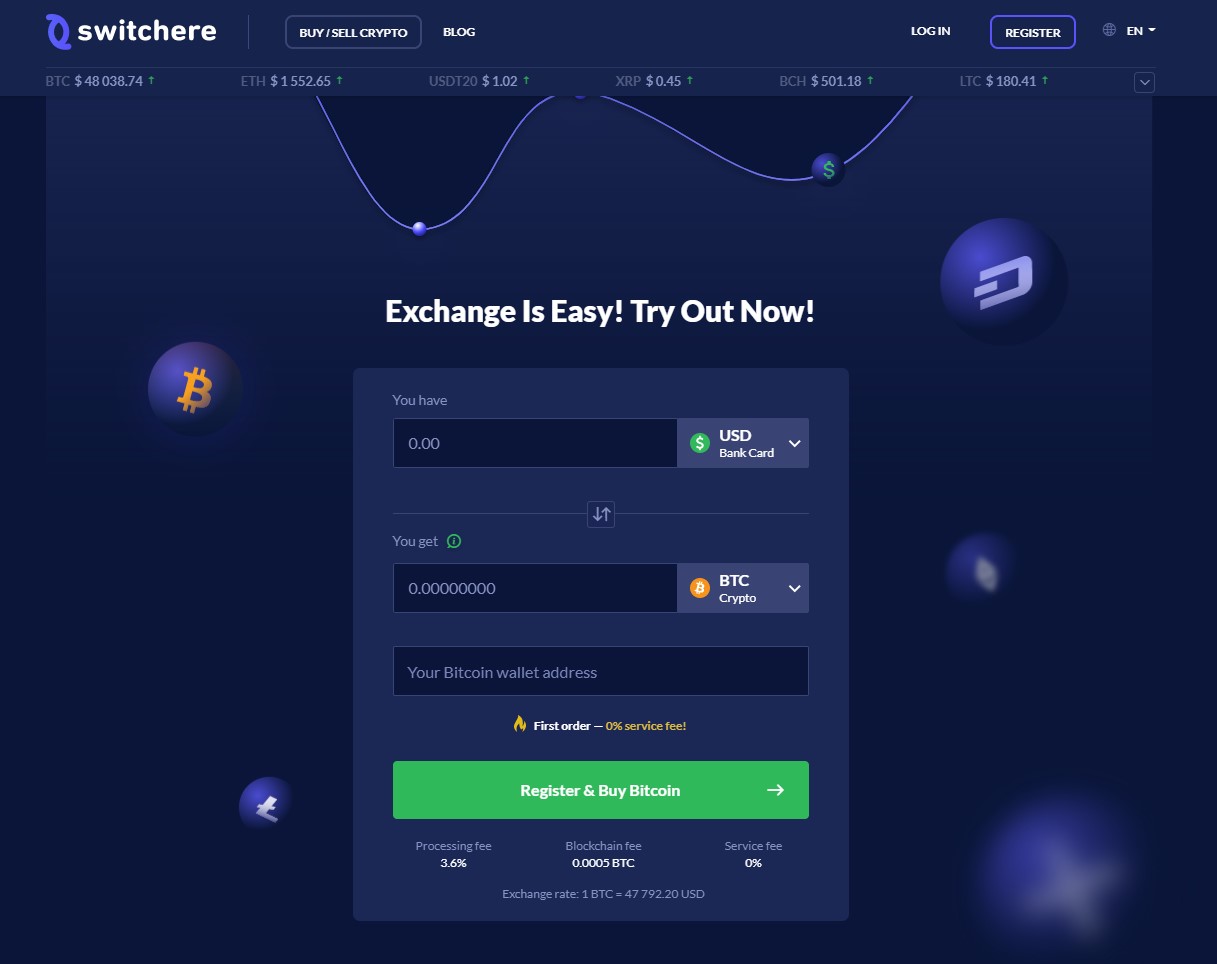 switchere
BUY / SELL CRYPTO
BLOG
LOG IN
REGISTER
EN
BTC $ 48 038.74 ↑ ETH $ 1 552.65 ↑ USDT20 $ 1.02 ↑ XRP $ 0.45 ↑ BCH $ 501.18 ↑ LTC $ 180.41 ↑
Exchange Is Easy! Try Out Now!
You have
0.00
USD
Bank Card
You get
0.00000000
BTC
Crypto
Your Bitcoin wallet address
First order — 0% service fee!
Register & Buy Bitcoin
Processing fee Blockchain fee Service fee
3.6% 0.0005 BTC 0%
Exchange rate: 1 BTC = 47 792.20 USD